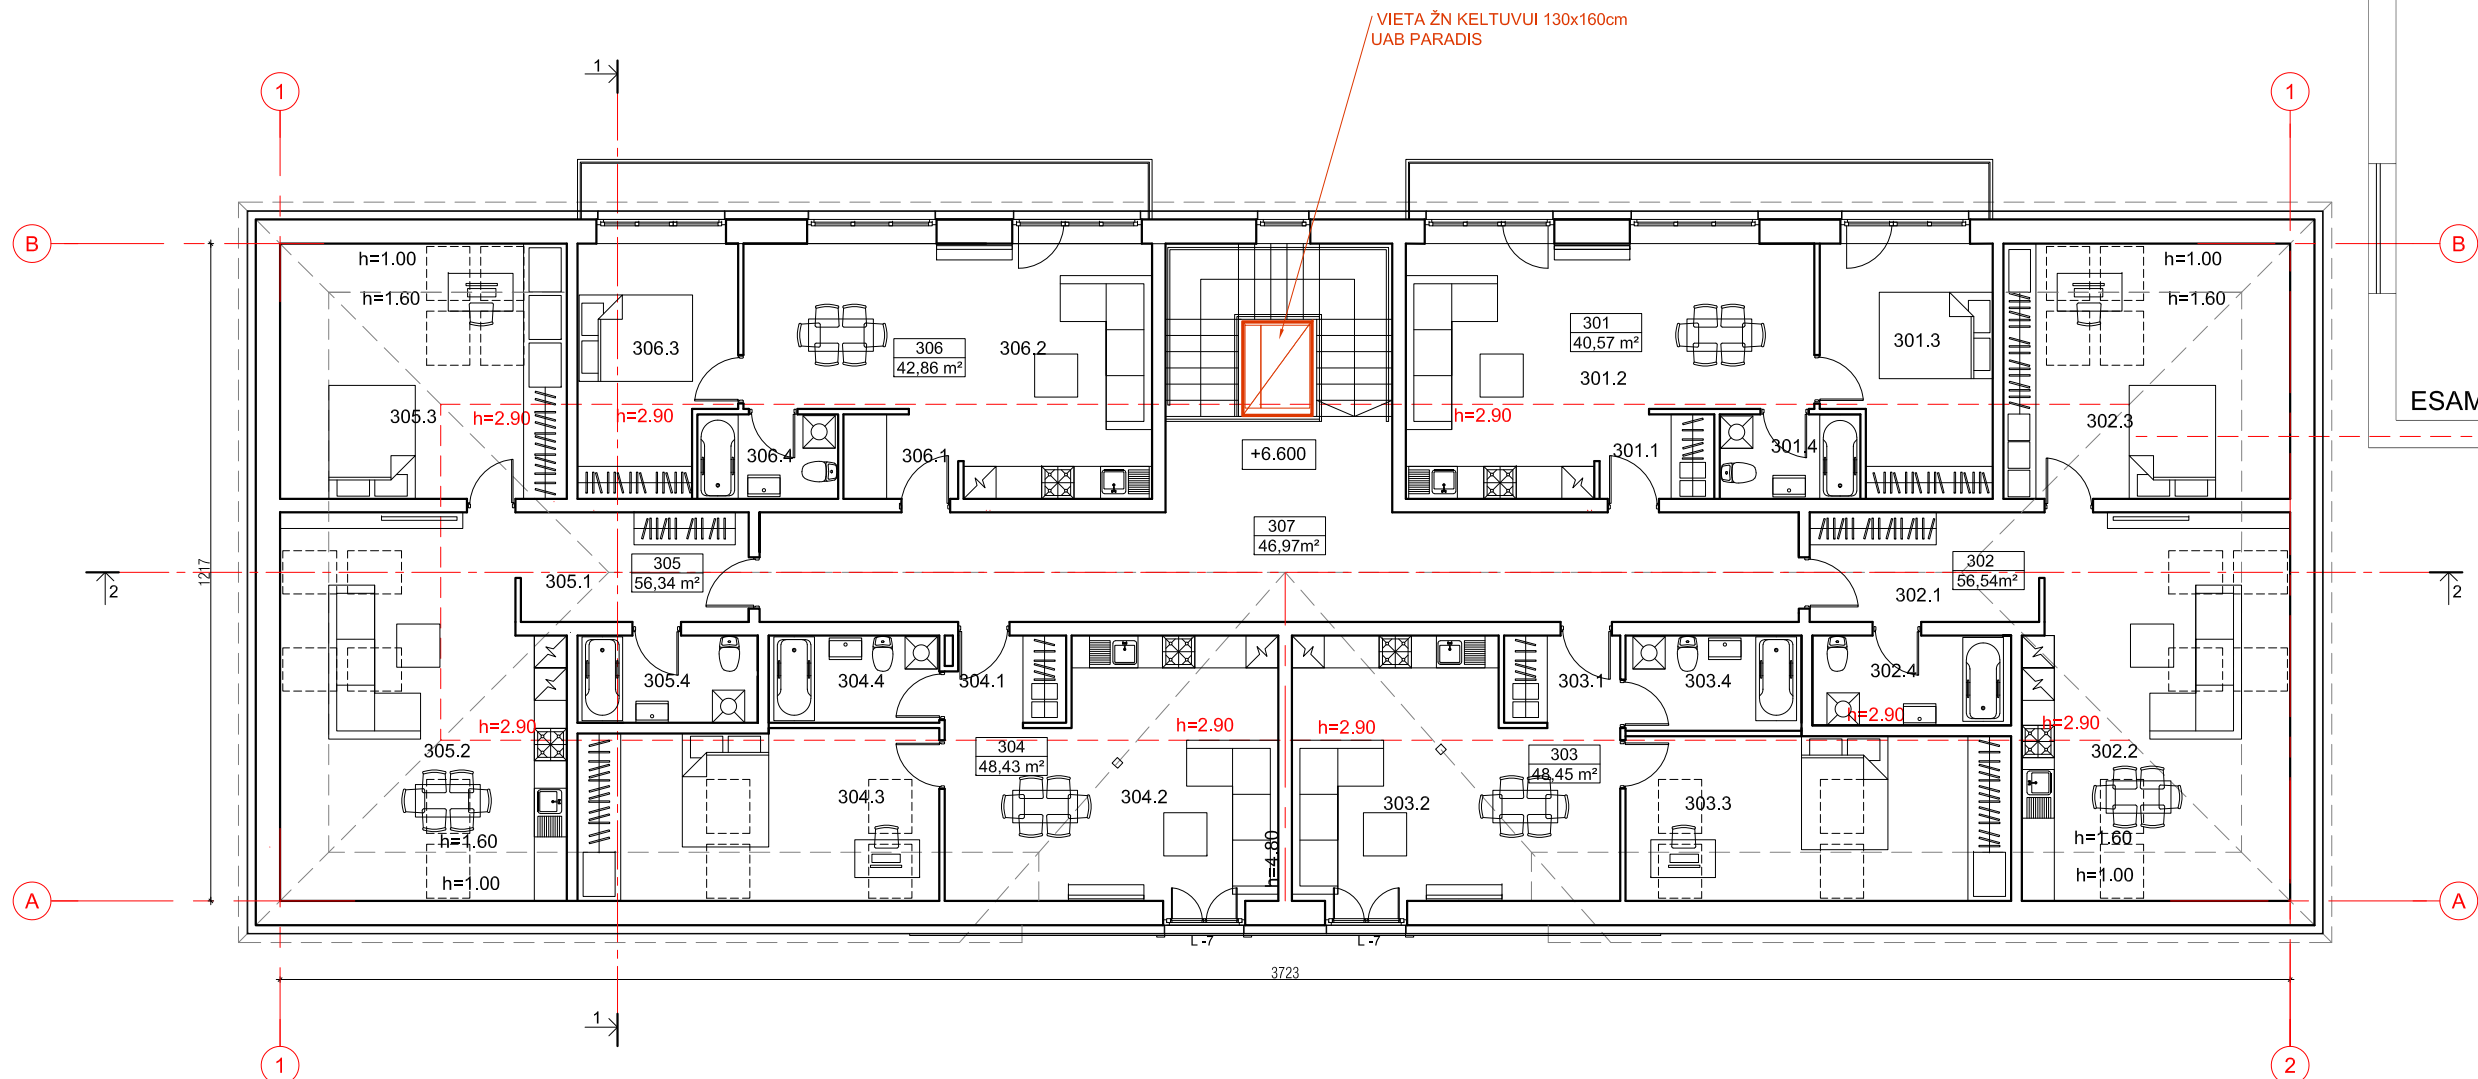 VIETA ŽN KELTUVUI 130x160cm
UAB PARADIS
1
1
1
B
B
h=1.00
h=1.60
h=1.00
h=1.60
306.3
306
42,86 m²
306.2
301
40,57 m²
301.2
301.3
ESAM
305.3
h=2.90
h=2.90
h=2.90
302.3
306.4
306.1
+6.600
301.1
301.4
307
46,97m²
1217
2
305.1
305
56,34 m²
302
56,54m²
302.1
2
305.4
304.4
304.1
303.1
303.4
302.4
h=2.90
h=2.90
h=2.90
h=2.90
h=2.90
305.2
304
48,43 m²
303
48,45 m²
302.2
304.3
304.2
303.2
303.3
h=1.60
h=4.80
h=1.60
h=1.00
h=1.00
A
A
L -7
L -7
3723
1
1
2